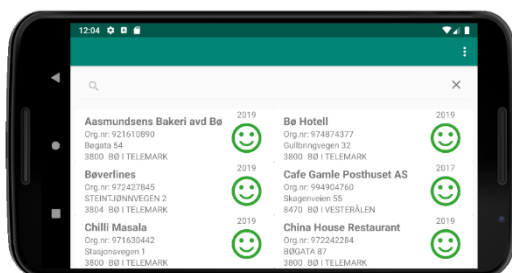 12:04
2019
Aasmundsens Bakeri avd Bø
Org.nr: 921610890
Bøgata 54
3800 BØ I TELEMARK
2019
Bø Hotell
Org.nr: 974874377
Gullbringvegen 32
3800 BØ I TELEMARK
2019
Bøverlines
Org.nr: 972427845
STEINTJØNNVEGEN 2
3804 BØ I TELEMARK
2017
Cafe Gamle Posthuset AS
Org.nr: 994904760
Skagenveien 55
8470 BØ I VESTERÅLEN
2019
Chilli Masala
Org.nr: 971630442
Stasjonsvegen 1
3800 BØ I TELEMARK
2019
China House Restaurant
Org.nr: 972242284
BØGATA 87
3800 BØ I TELEMARK